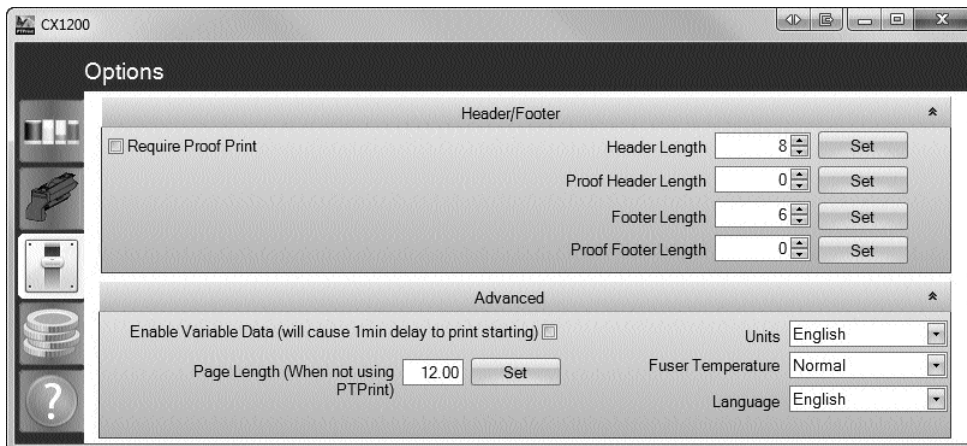 CX1200
PTPrint
Options
Header/Footer
Require Proof Print
Header Length 8 Set
Proof Header Length 0 Set
Footer Length 6 Set
Proof Footer Length 0 Set
Advanced
Enable Variable Data (will cause 1min delay to print starting)
Page Length (When not using
PTPrint) 12.00 Set
Units English
Fuser Temperature Normal
Language English
?